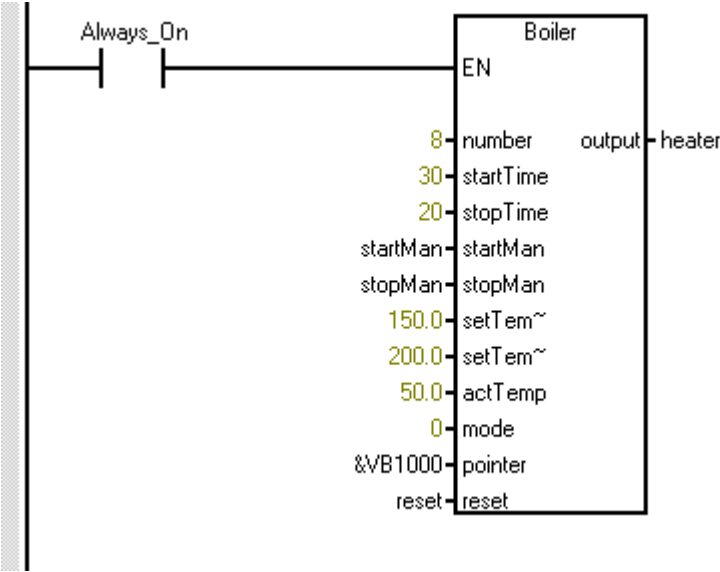 Always_On Boiler
EN
8 number output heater
30 startTime
20 stopTime
startMan startMan
stopMan stopMan
150.0 setTem~
200.0 setTem~
50.0 actTemp
0 mode
&VB1000 pointer
reset reset